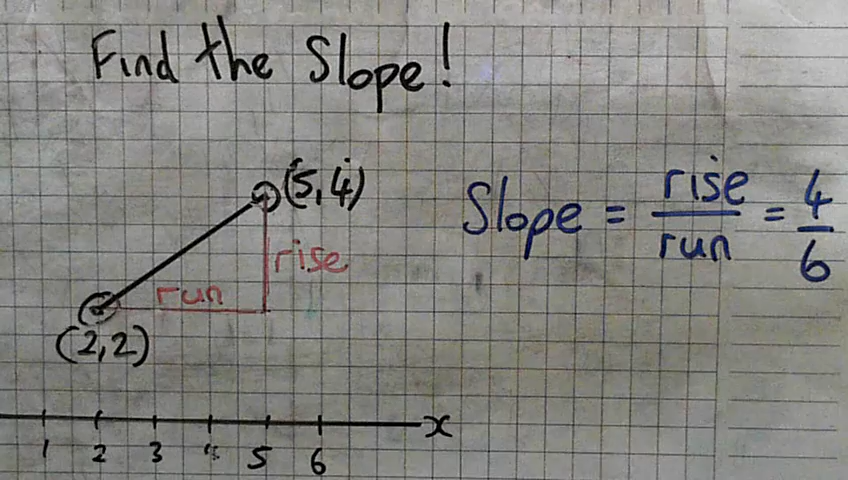 Find the Slope!
(5,4)
Slope = rise/run = 4/6
rise
run
(2,2)
x
1 2 3 4 5 6